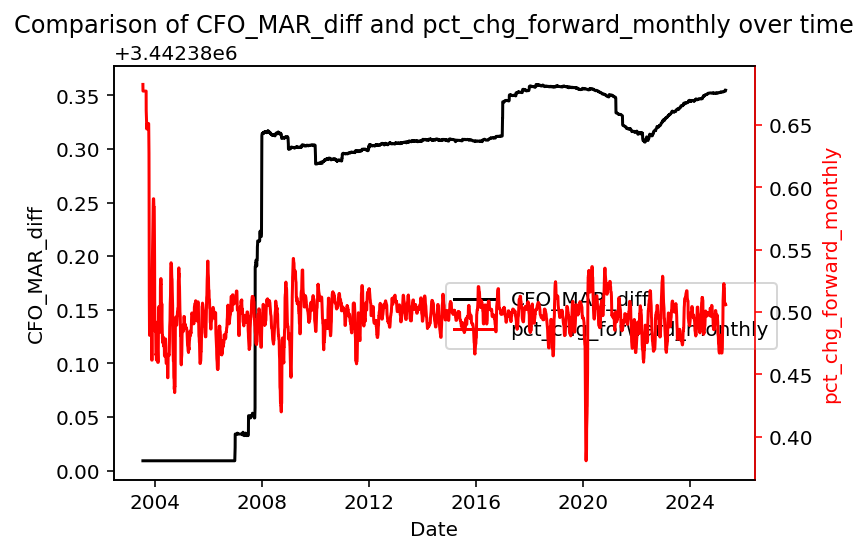 Comparison of CFO_MAR_diff and pct_chg_forward_monthly over time
+3.44238e6
0.35
0.30
0.25
0.20
0.15
0.10
0.05
0.00
CFO_MAR_diff
0.65
0.60
0.55
0.50
0.45
0.40
pct_chg_forward_monthly
CFO_MAR_diff
pct_chg_forward_monthly
2004 2008 2012 2016 2020 2024
Date